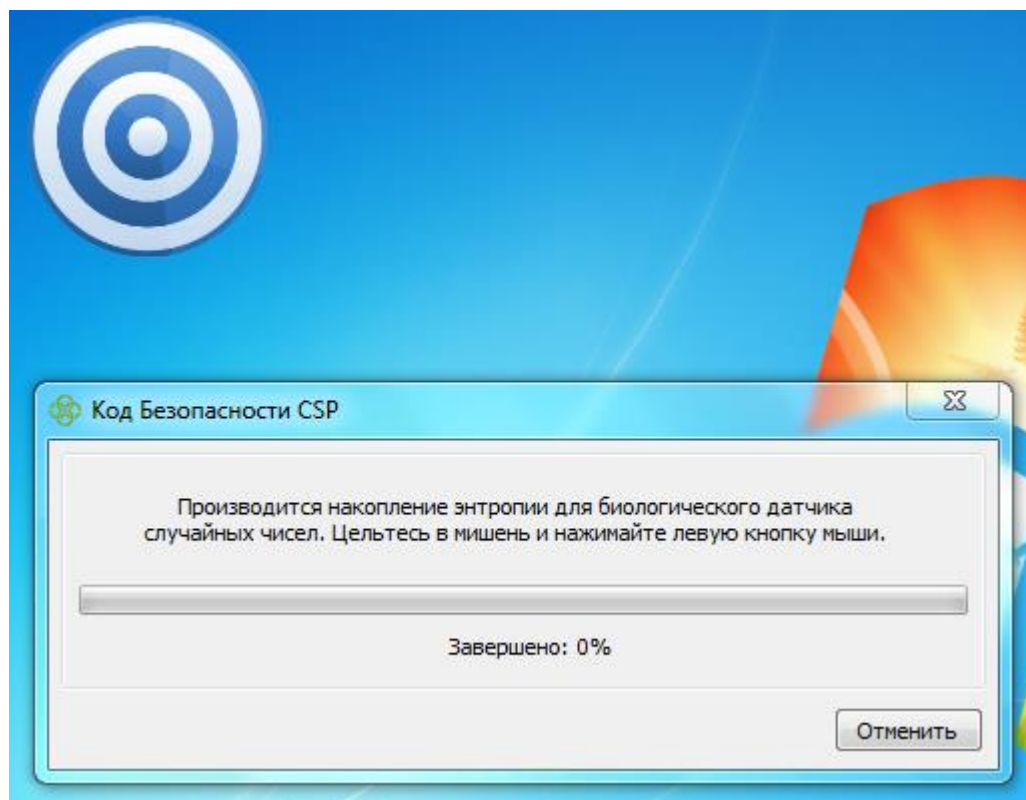 Код Безопасности CSP
Производится накопление энтропии для биологического датчика
случайных чисел. Цельтесь в мишень и нажимайте левую кнопку мыши.
Завершено: 0%
Отменить